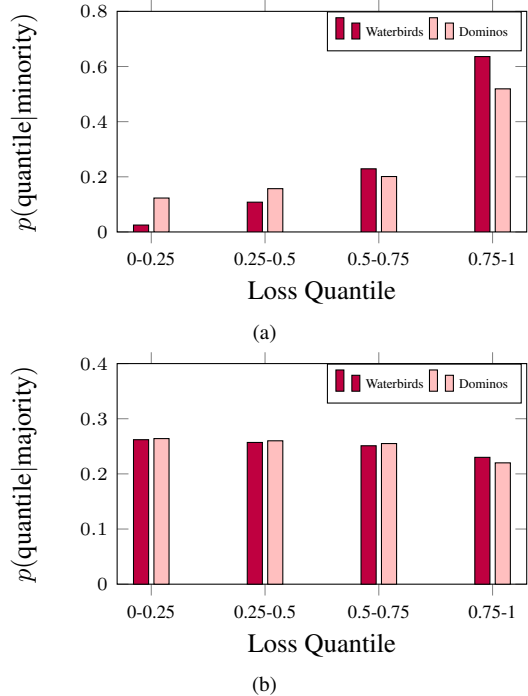 Waterbirds Dominos
p(quantile|minority)
0.8
0.6
0.4
0.2
0
0-0.25 0.25-0.5 0.5-0.75 0.75-1
Loss Quantile
(a)
Waterbirds Dominos
p(quantile|majority)
0.4
0.3
0.2
0.1
0
0-0.25 0.25-0.5 0.5-0.75 0.75-1
Loss Quantile
(b)